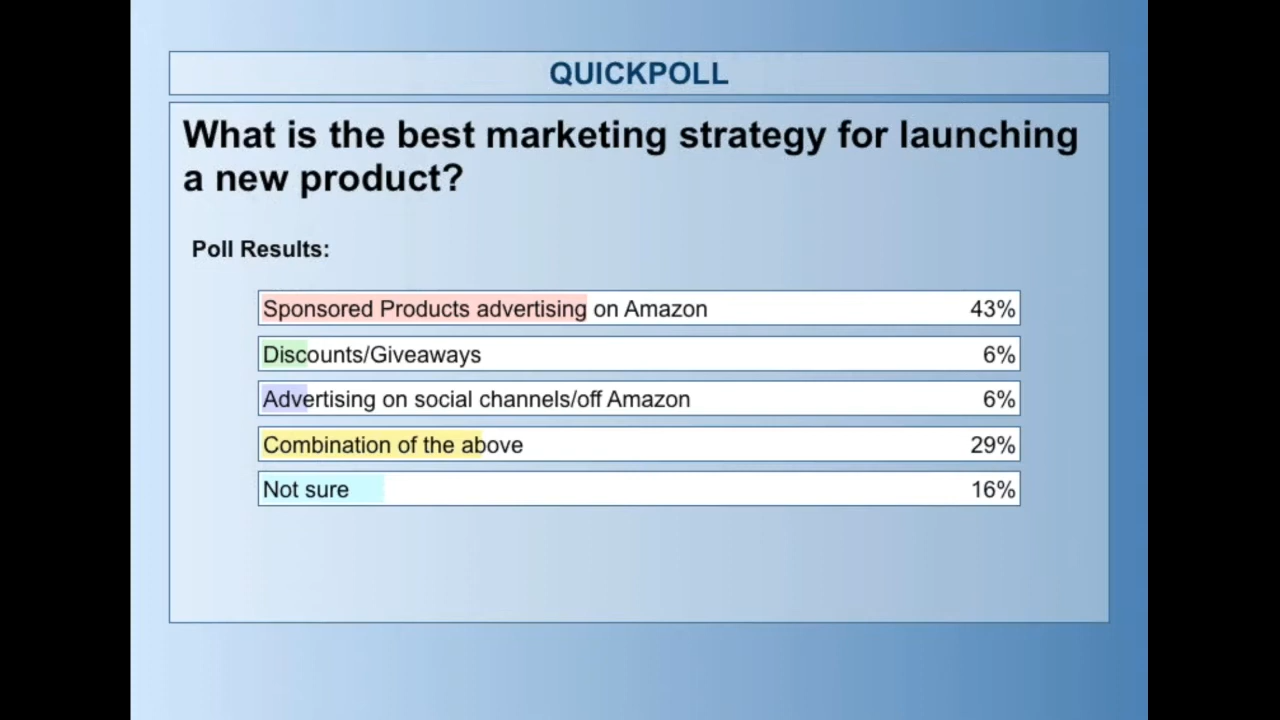 QUICKPOLL
What is the best marketing strategy for launching
a new product?
Poll Results:
Sponsored Products advertising on Amazon 43%
Discounts/Giveaways 6%
Advertising on social channels/off Amazon 6%
Combination of the above 29%
Not sure 16%